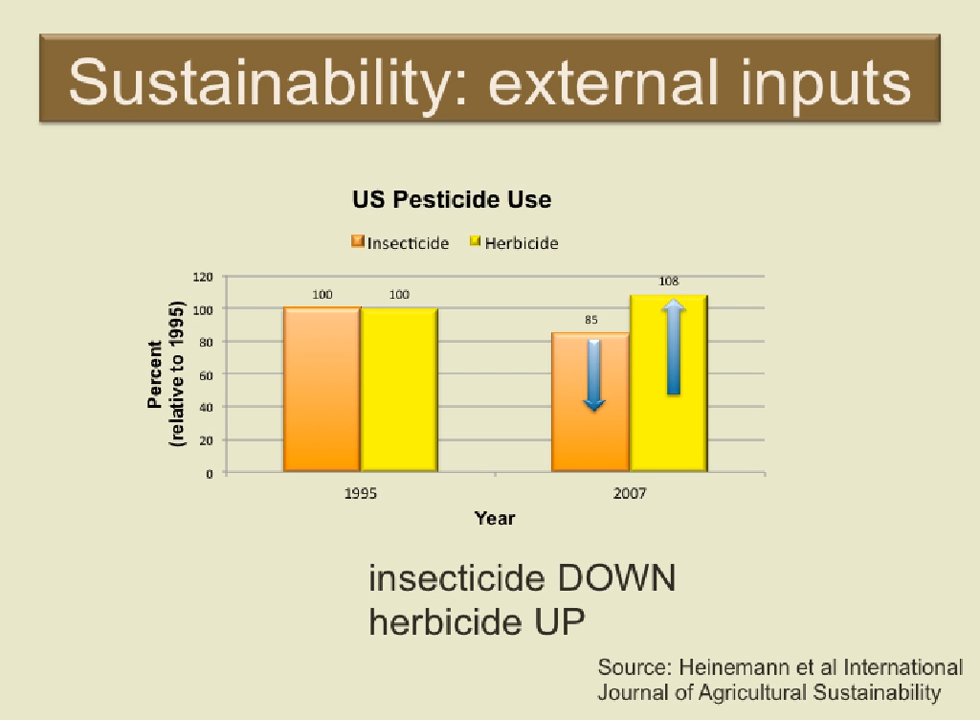 Sustainability: external inputs
US Pesticide Use
Insecticide Herbicide
120
100
80
60
40
20
0
Percent
(relative to 1995)
100 100
85
108
1995 2007
Year
insecticide DOWN
herbicide UP
Source: Heinemann et al International
Journal of Agricultural Sustainability